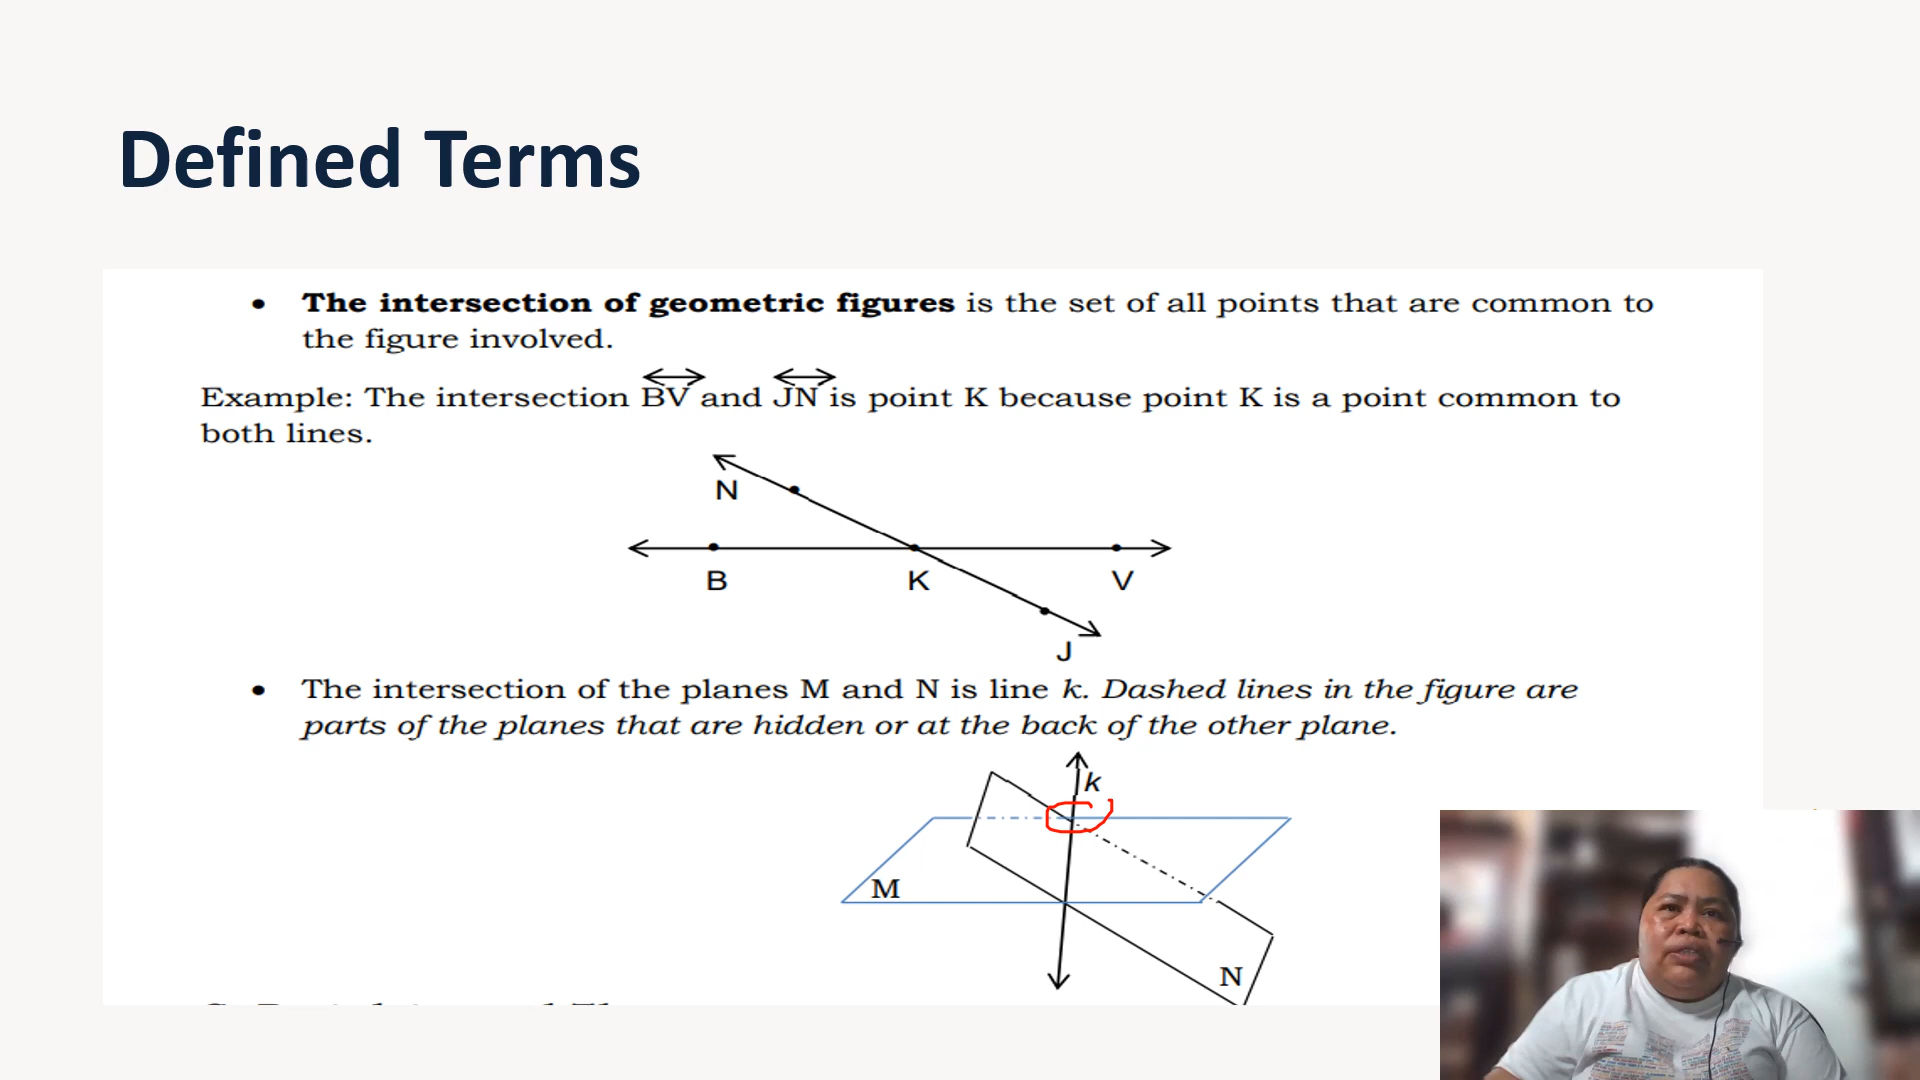 Defined Terms
• The intersection of geometric figures is the set of all points that are common to
the figure involved.
Example: The intersection BV and JN is point K because point K is a point common to
both lines.
N
B K V
J
• The intersection of the planes M and N is line k. Dashed lines in the figure are
parts of the planes that are hidden or at the back of the other plane.
k
M
N